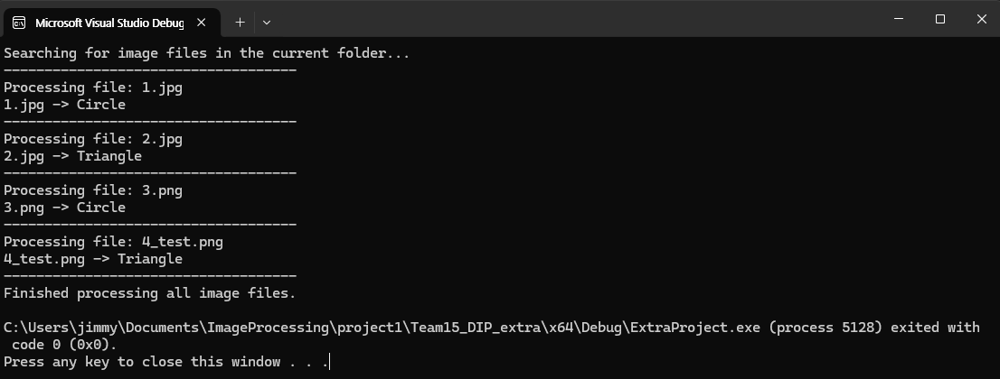 Microsoft Visual Studio Debug
Searching for image files in the current folder...
------------------------------------
Processing file: 1.jpg
1.jpg -> Circle
------------------------------------
Processing file: 2.jpg
2.jpg -> Triangle
------------------------------------
Processing file: 3.png
3.png -> Circle
------------------------------------
Processing file: 4_test.png
4_test.png -> Triangle
------------------------------------
Finished processing all image files.
C:\Users\jimmy\Documents\ImageProcessing\project1\Team15_DIP_extra\x64\Debug\ExtraProject.exe (process 5128) exited with
code 0 (0x0).
Press any key to close this window . . .